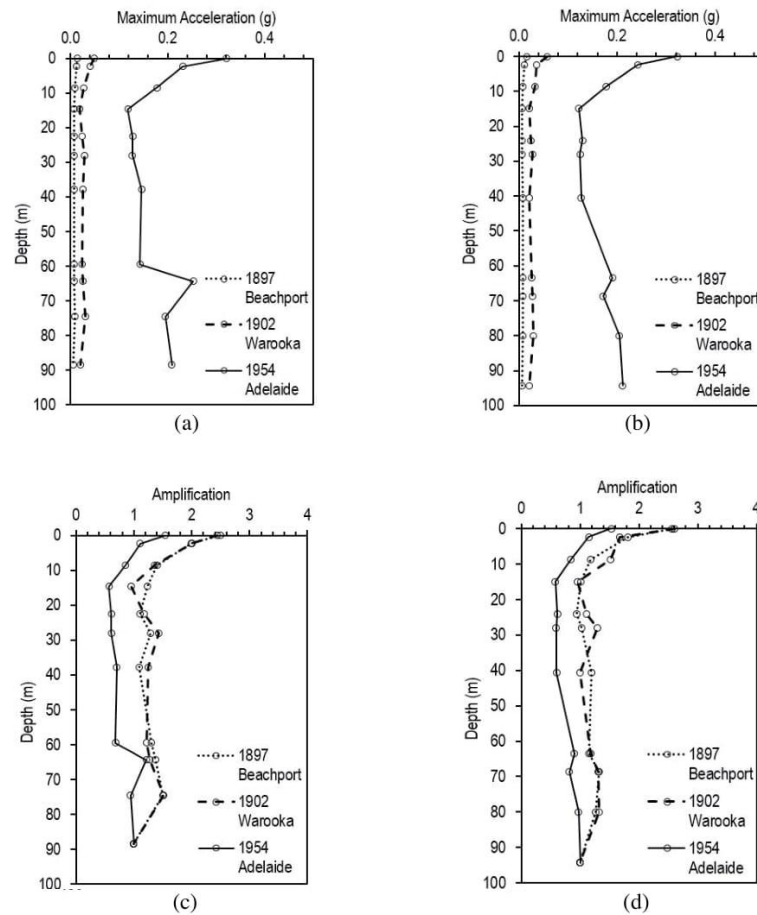 Maximum Acceleration (g)
0.0 0.2 0.4
0
10
20
30
40
50
60
70
80
90
100
Depth (m)
1897
Beachport
1902
Warooka
1954
Adelaide
(a)
Maximum Acceleration (g)
0.0 0.2 0.4
0
10
20
30
40
50
60
70
80
90
100
Depth (m)
1897
Beachport
1902
Warooka
1954
Adelaide
(b)
Amplification
0 1 2 3 4
0
10
20
30
40
50
60
70
80
90
100
Depth (m)
1897
Beachport
1902
Warooka
1954
Adelaide
(c)
Amplification
0 1 2 3 4
0
10
20
30
40
50
60
70
80
90
100
Depth (m)
1897
Beachport
1902
Warooka
1954
Adelaide
(d)